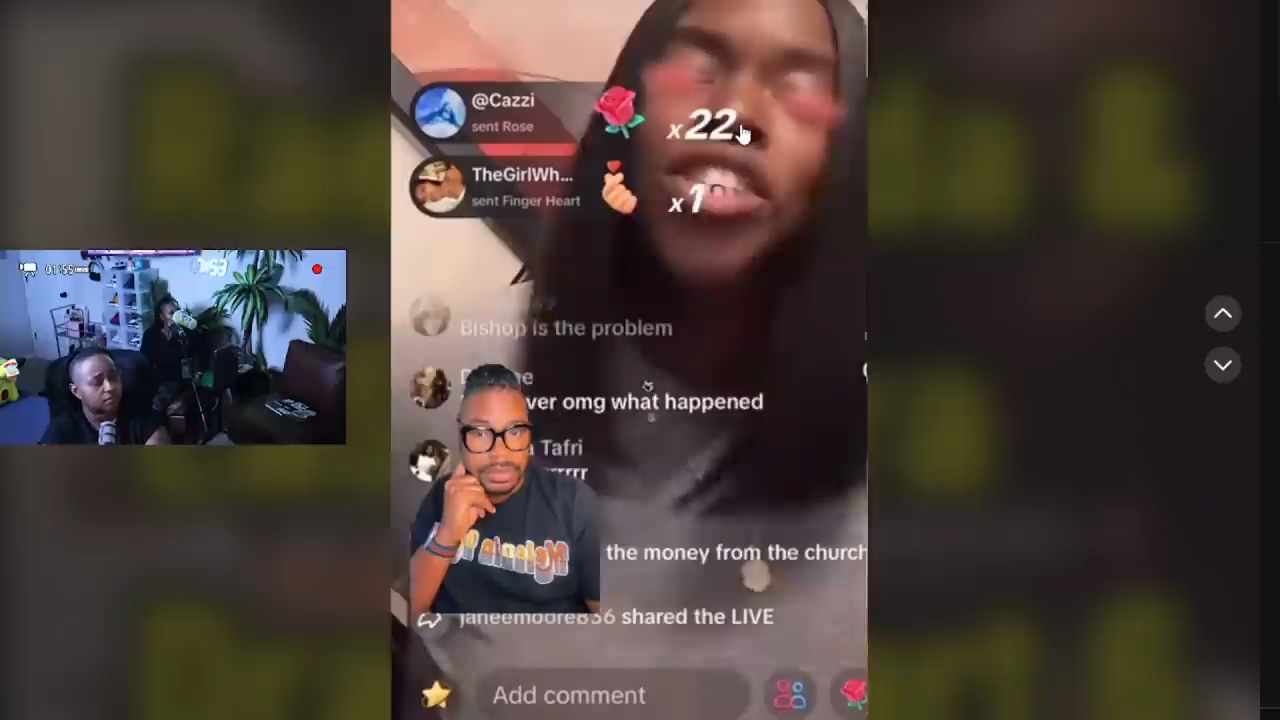 @Cazzi
sent Rose
x22
TheGirlWh...
sent Finger Heart
x1
Bishop is the problem
ver omg what happened
Tafri
the money from the church
janeemoore836 shared the LIVE
Add comment